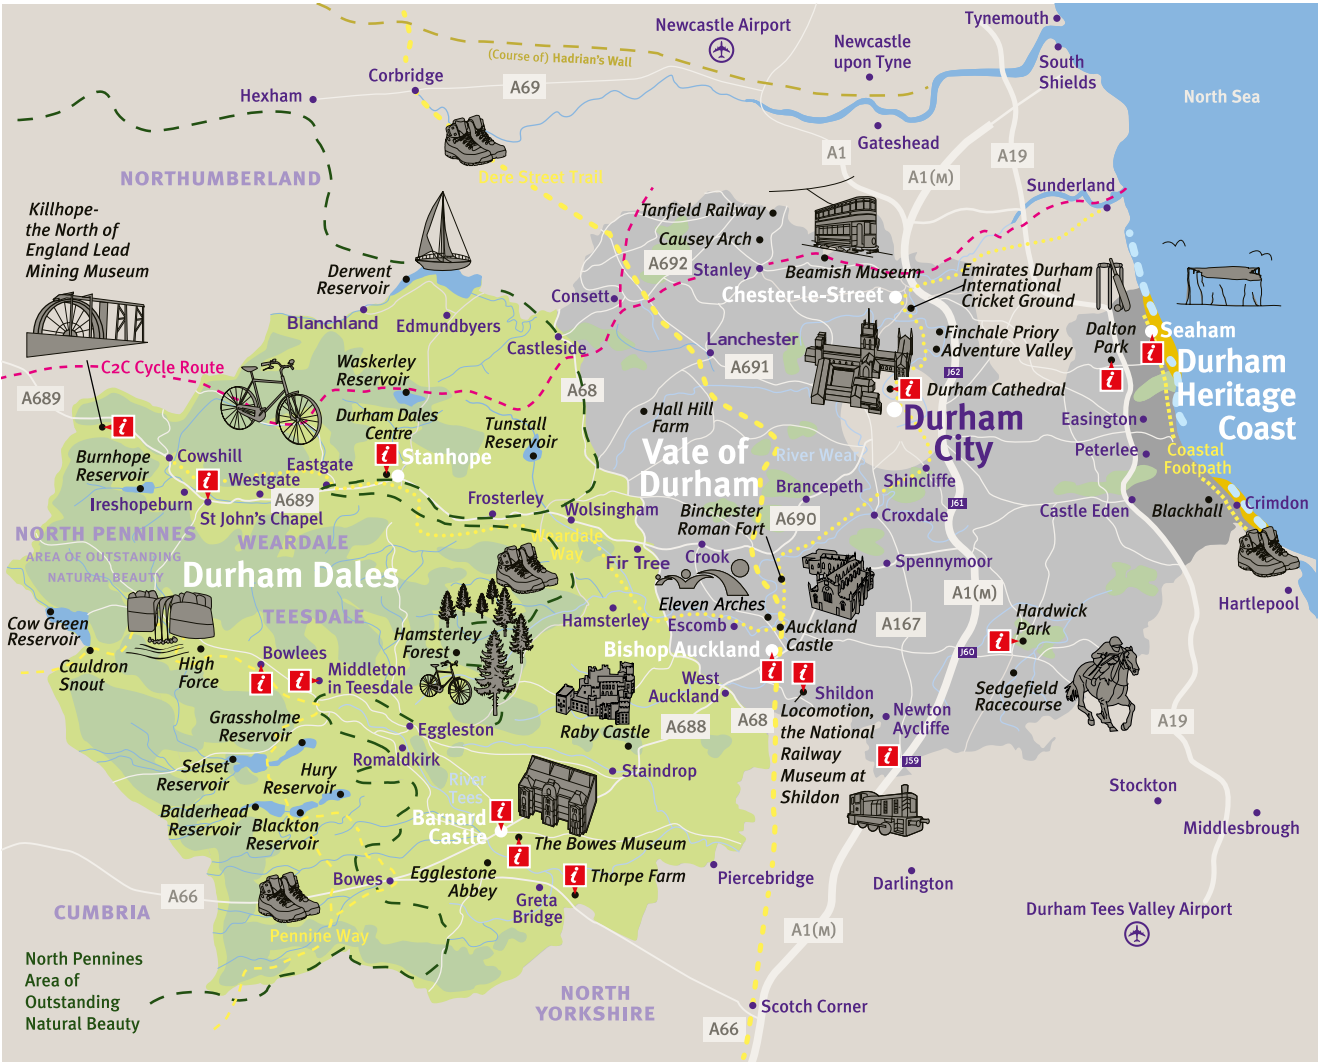 Tynemouth
Newcastle Airport
Newcastle
upon Tyne
South
Shields
(Course of) Hadrian's Wall
Corbridge
A69
Hexham
North Sea
Gateshead
A1
A19
A1(M)
NORTHUMBERLAND
Dere Street Trail
Sunderland
Killhope-
the North of
England Lead
Mining Museum
Tanfield Railway
Causey Arch
A692
Stanley
Beamish Museum
Derwent
Reservoir
Emirates Durham
International
Cricket Ground
Chester-le-Street
Consett
Blanchland
Edmundbyers
Castleside
Lanchester
Finchale Priory
Adventure Valley
Dalton
Park
Seaham
Durham
Heritage
Coast
C2C Cycle Route
Waskerley
Reservoir
A691
J62
A689
A68
i
i
i
Durham Cathedral
Durham
City
Durham Dales
Centre
Tunstall
Reservoir
Hall Hill
Farm
Easington
Peterlee
Coastal
Footpath
i
Burnhope
Reservoir
Cowshill
i
Stanhope
Vale of
Durham
River Wear
Eastgate
Westgate
i
A689
Ireshopeburn
St John's Chapel
Frosterley
Wolsingham
Brancepeth
Shincliffe
J61
Binchester
Roman Fort
A690
Croxdale
Castle Eden
Blackhall
Crimdon
NORTH PENNINES
AREA OF OUTSTANDING
NATURAL BEAUTY
WEARDALE
Weardale
Way
Fir Tree
Crook
Spennymoor
Durham Dales
TEESDALE
A1(M)
Hartlepool
Cow Green
Reservoir
Hamsterley
Forest
Hamsterley
Eleven Arches
Escomb
Auckland
Castle
A167
Hardwick
Park
i
J60
Cauldron
Snout
High
Force
Bowlees
i
i
Middleton
in Teesdale
Bishop Auckland
i
i
West
Auckland
Shildon
Sedgefield
Racecourse
Grassholme
Reservoir
Eggleston
Raby Castle
A688
A68
Locomotion,
the National
Railway
Museum at
Shildon
Newton
Aycliffe
A19
i
J59
Selset
Reservoir
Hury
Reservoir
Romaldkirk
Staindrop
River
Tees
Balderhead
Reservoir
Blackton
Reservoir
Barnard
Castle
i
Stockton
Middlesbrough
The Bowes Museum
i
Egglestone
Abbey
i
Thorpe Farm
Piercebridge
Darlington
Bowes
Greta
Bridge
A66
CUMBRIA
Durham Tees Valley Airport
A1(M)
Pennine Way
North Pennines
Area of
Outstanding
Natural Beauty
NORTH
YORKSHIRE
Scotch Corner
A66